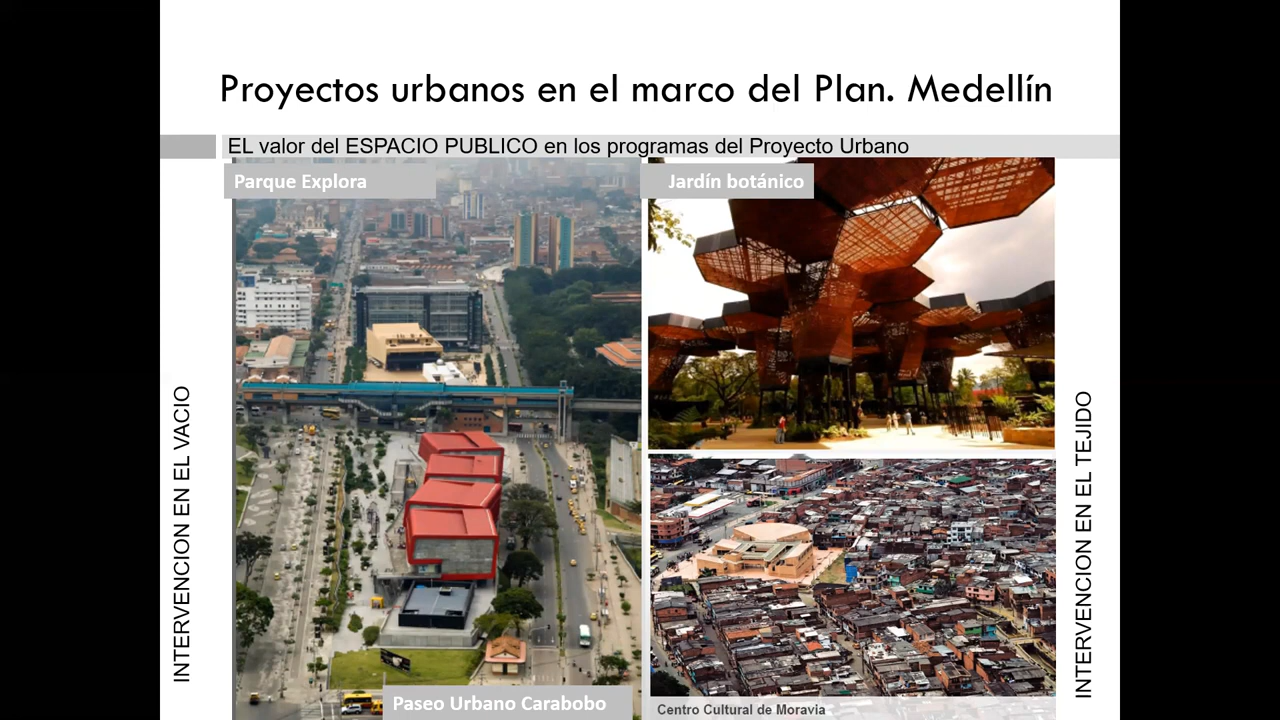 Proyectos urbanos en el marco del Plan. Medellín
EL valor del ESPACIO PUBLICO en los programas del Proyecto Urbano
Parque Explora
Jardín botánico
INTERVENCION EN EL VACIO
INTERVENCION EN EL TEJIDO
Paseo Urbano Carabobo
Centro Cultural de Moravia